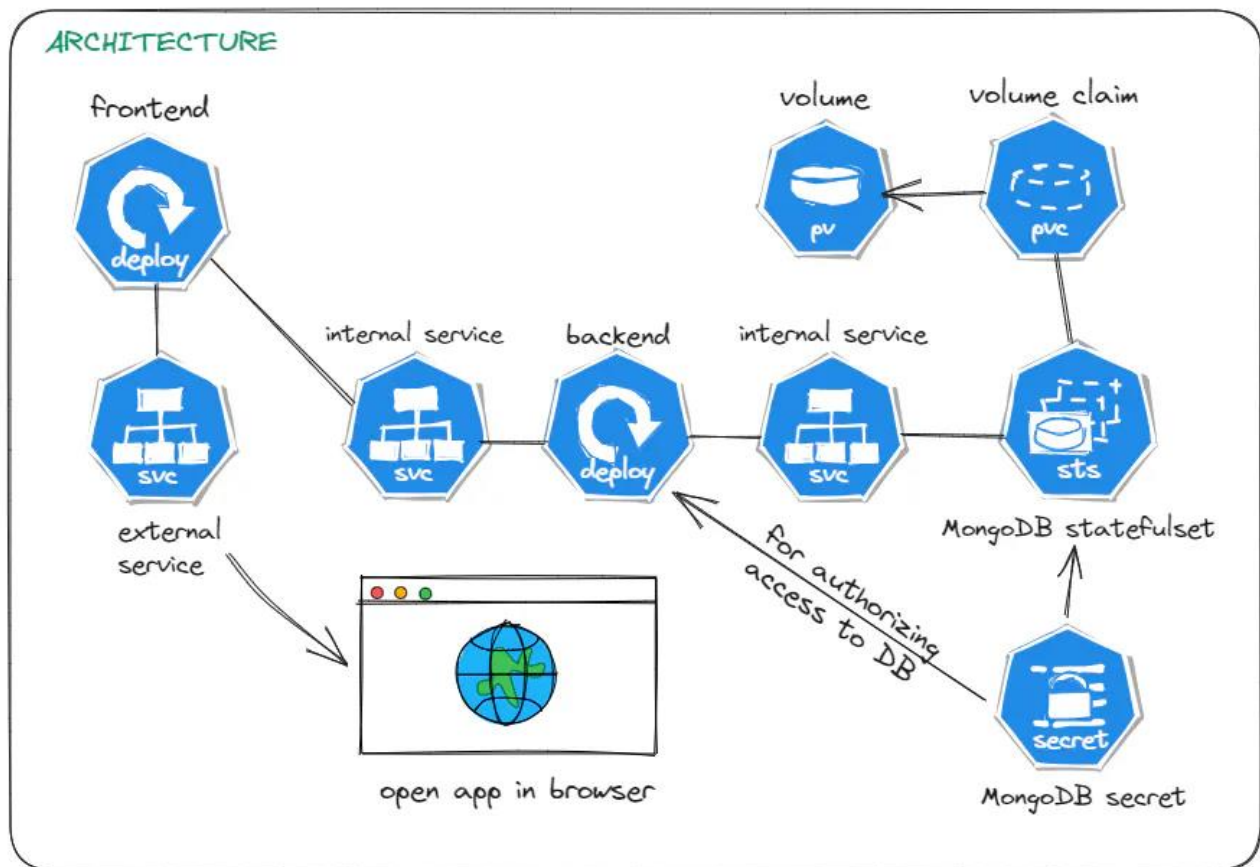 ARCHITECTURE
frontend
volume
volume claim
deploy
pv
pvc
internal service
backend
internal service
svc
svc
deploy
svc
sts
external
service
MongoDB statefulset
for authorizing
access to DB
secret
open app in browser
MongoDB secret